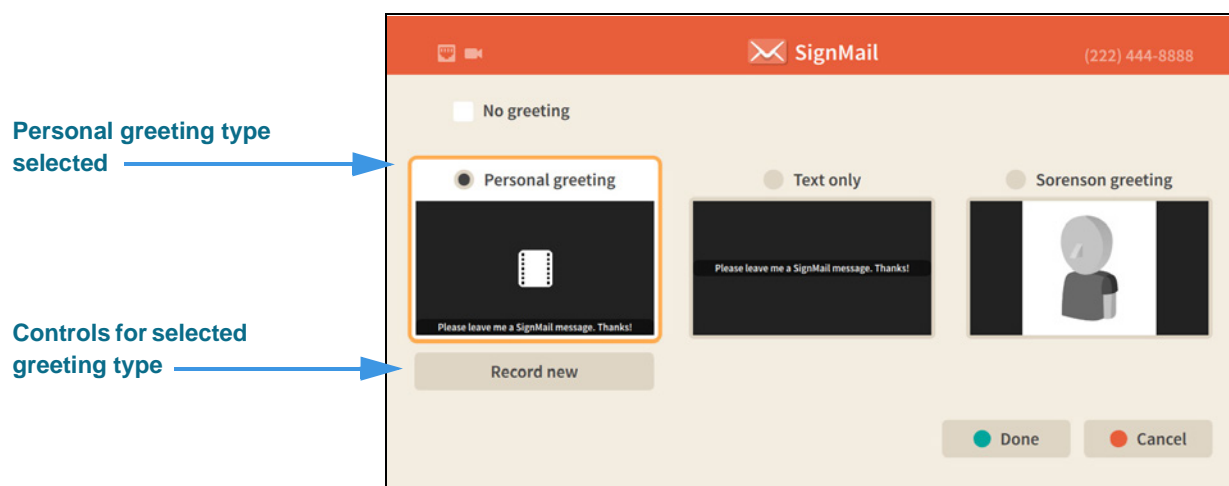 SignMail
(222) 444-8888
No greeting
Personal greeting type
selected
Personal greeting
Text only
Sorenson greeting
Please leave me a SignMail message. Thanks!
Please leave me a SignMail message. Thanks!
Controls for selected
greeting type
Record new
Done
Cancel